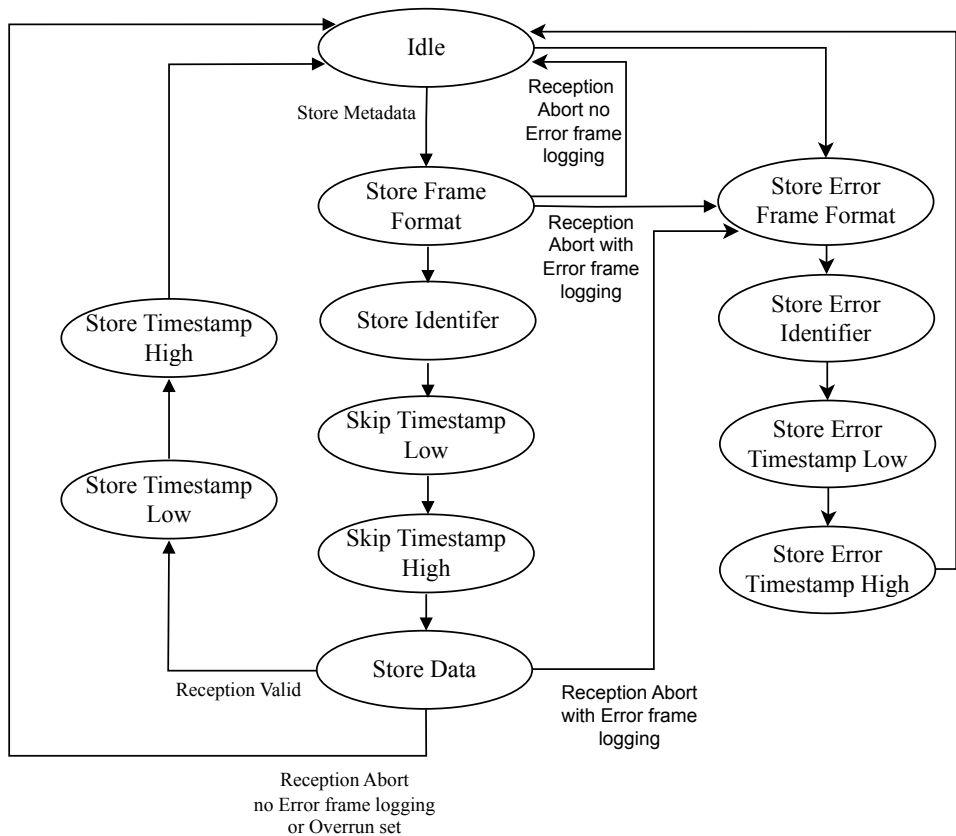 Idle
Store Metadata
Reception
Abort no
Error frame
logging
Store Frame
Format
Store Error
Frame Format
Reception
Abort with
Error frame
logging
Store Timestamp
High
Store Identifer
Store Error
Identifier
Skip Timestamp
Low
Store Error
Timestamp Low
Store Timestamp
Low
Skip Timestamp
High
Store Error
Timestamp High
Store Data
Reception Valid
Reception Abort
with Error frame
logging
Reception Abort
no Error frame logging
or Overrun set